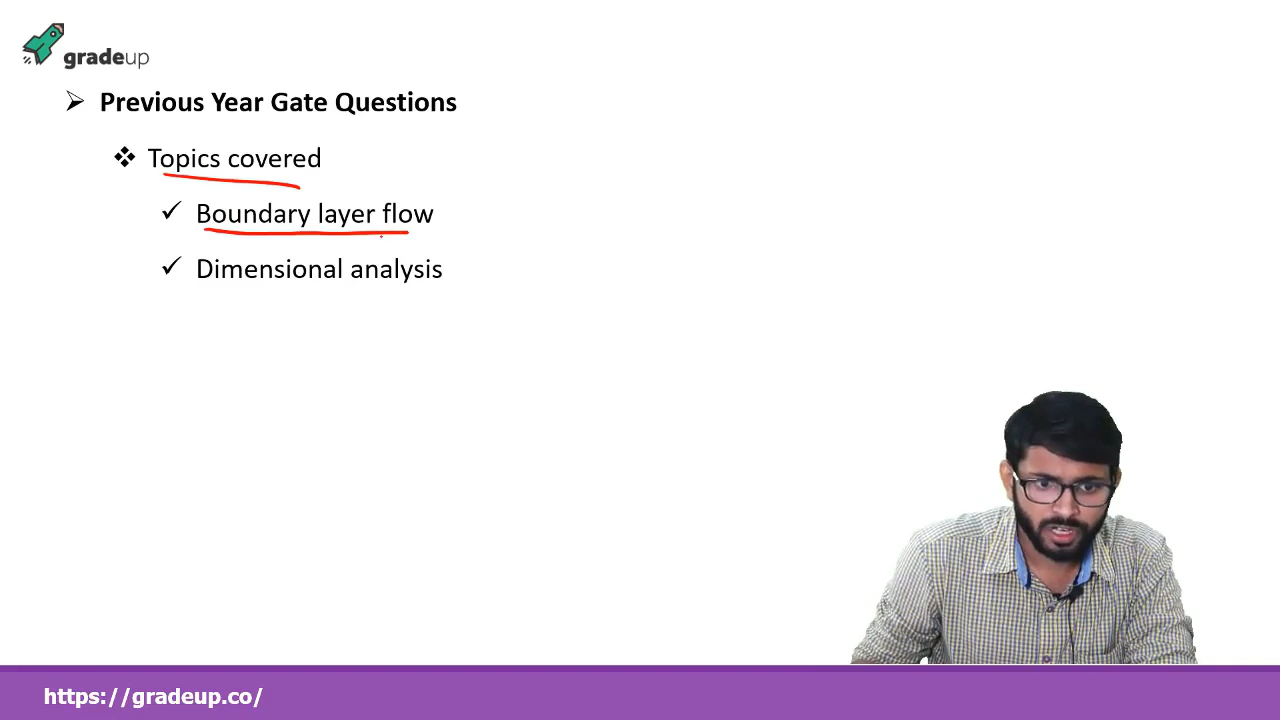 gradeup
Previous Year Gate Questions
Topics covered
Boundary layer flow
Dimensional analysis
https://gradeup.co/